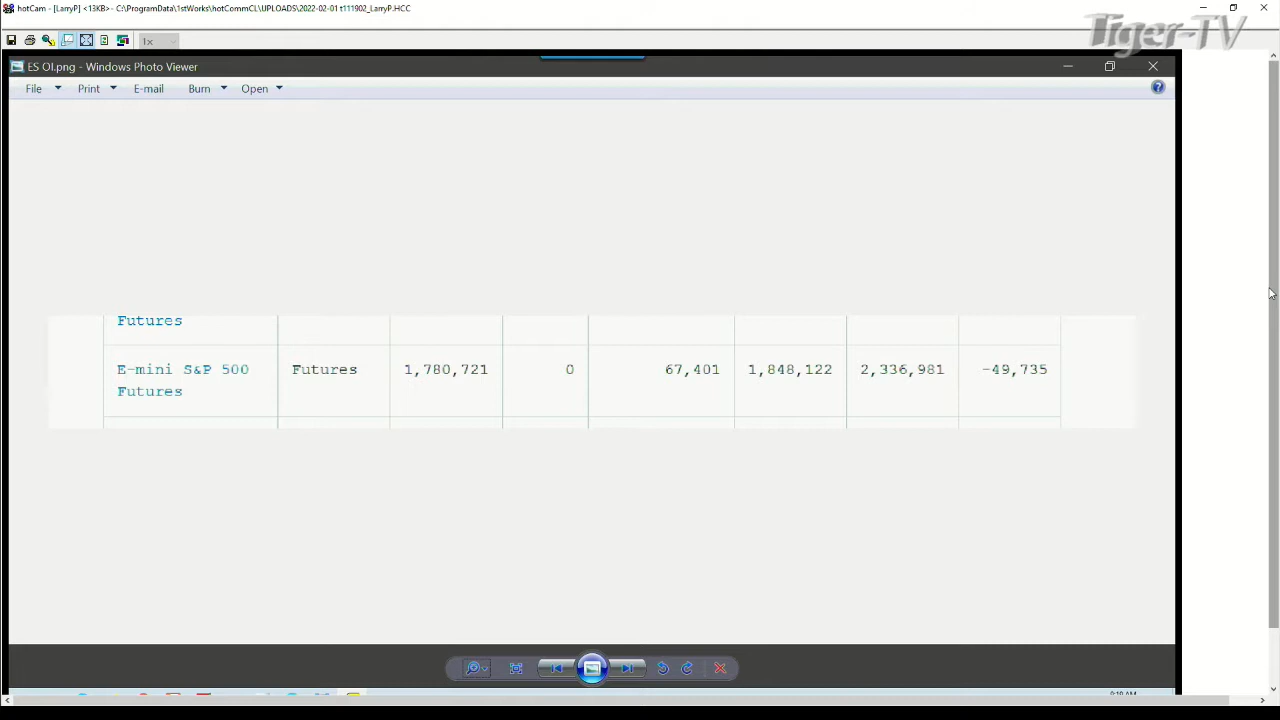 hotCam - [LarryP] <13KB>- C:\ProgramData\1stWorks\hotCommCL\UPLOADS\2022-02-01 t111902_LarryP.HCC
Tiger-TV
1x
ES OI.png - Windows Photo Viewer
File Print E-mail Burn Open
Futures
E-mini S&P 500 Futures 1,780,721 0 67,401 1,848,122 2,336,981 -49,735
Futures